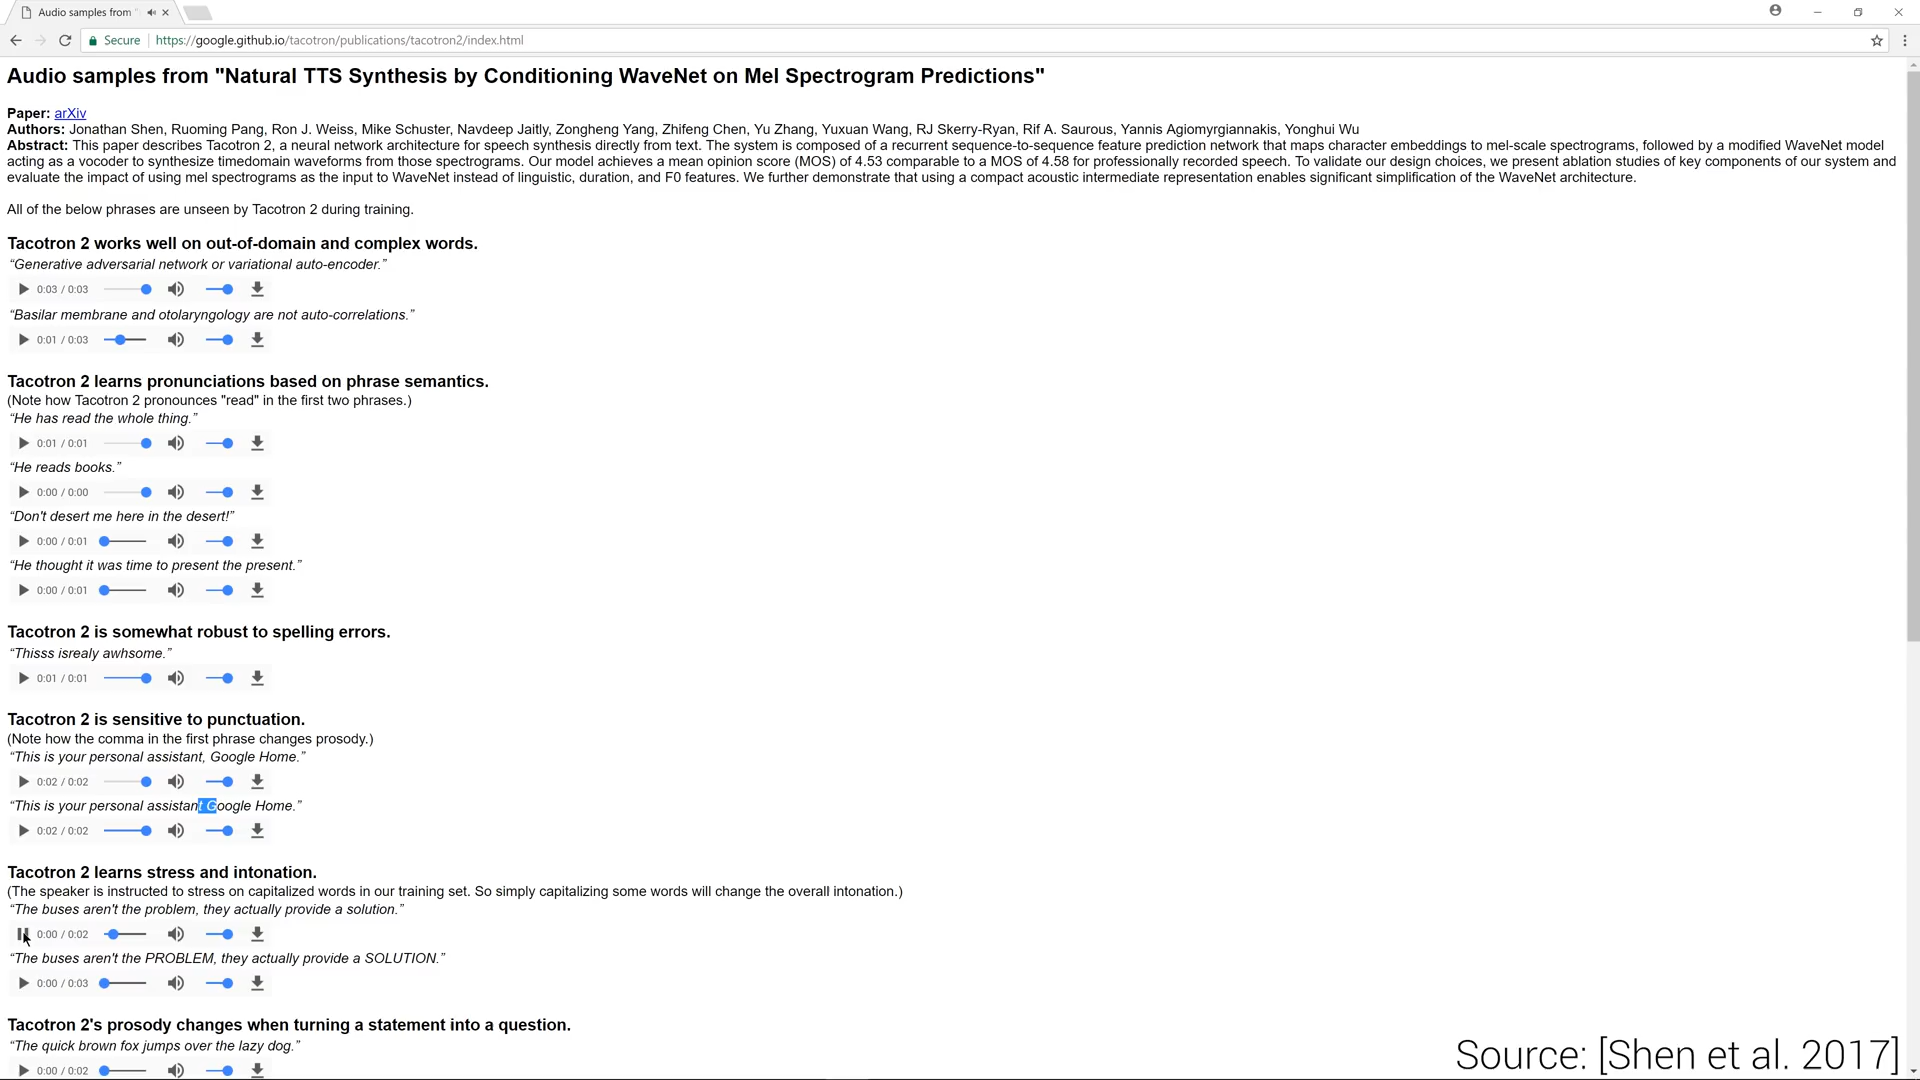 Audio samples from "
Secure https://google.github.io/tacotron/publications/tacotron2/index.html
Audio samples from "Natural TTS Synthesis by Conditioning WaveNet on Mel Spectrogram Predictions"
Paper: arXiv
Authors: Jonathan Shen, Ruoming Pang, Ron J. Weiss, Mike Schuster, Navdeep Jaitly, Zongheng Yang, Zhifeng Chen, Yu Zhang, Yuxuan Wang, RJ Skerry-Ryan, Rif A. Saurous, Yannis Agiomyrgiannakis, Yonghui Wu
Abstract: This paper describes Tacotron 2, a neural network architecture for speech synthesis directly from text. The system is composed of a recurrent sequence-to-sequence feature prediction network that maps character embeddings to mel-scale spectrograms, followed by a modified WaveNet model
acting as a vocoder to synthesize timedomain waveforms from those spectrograms. Our model achieves a mean opinion score (MOS) of 4.53 comparable to a MOS of 4.58 for professionally recorded speech. To validate our design choices, we present ablation studies of key components of our system and
evaluate the impact of using mel spectrograms as the input to WaveNet instead of linguistic, duration, and F0 features. We further demonstrate that using a compact acoustic intermediate representation enables significant simplification of the WaveNet architecture.
All of the below phrases are unseen by Tacotron 2 during training.
Tacotron 2 works well on out-of-domain and complex words.
“Generative adversarial network or variational auto-encoder.”
0:03 / 0:03
“Basilar membrane and otolaryngology are not auto-correlations.”
0:01 / 0:03
Tacotron 2 learns pronunciations based on phrase semantics.
(Note how Tacotron 2 pronounces "read" in the first two phrases.)
“He has read the whole thing.”
0:01 / 0:01
“He reads books.”
0:00 / 0:00
“Don't desert me here in the desert!”
0:00 / 0:01
“He thought it was time to present the present.”
0:00 / 0:01
Tacotron 2 is somewhat robust to spelling errors.
“Thisss isrealy awhsome.”
0:01 / 0:01
Tacotron 2 is sensitive to punctuation.
(Note how the comma in the first phrase changes prosody.)
“This is your personal assistant, Google Home.”
0:02 / 0:02
“This is your personal assistant Google Home.”
0:02 / 0:02
Tacotron 2 learns stress and intonation.
(The speaker is instructed to stress on capitalized words in our training set. So simply capitalizing some words will change the overall intonation.)
“The buses aren't the problem, they actually provide a solution.”
0:00 / 0:02
“The buses aren't the PROBLEM, they actually provide a SOLUTION.”
0:00 / 0:03
Tacotron 2's prosody changes when turning a statement into a question.
“The quick brown fox jumps over the lazy dog.”
0:00 / 0:02
Source: [Shen et al. 2017]